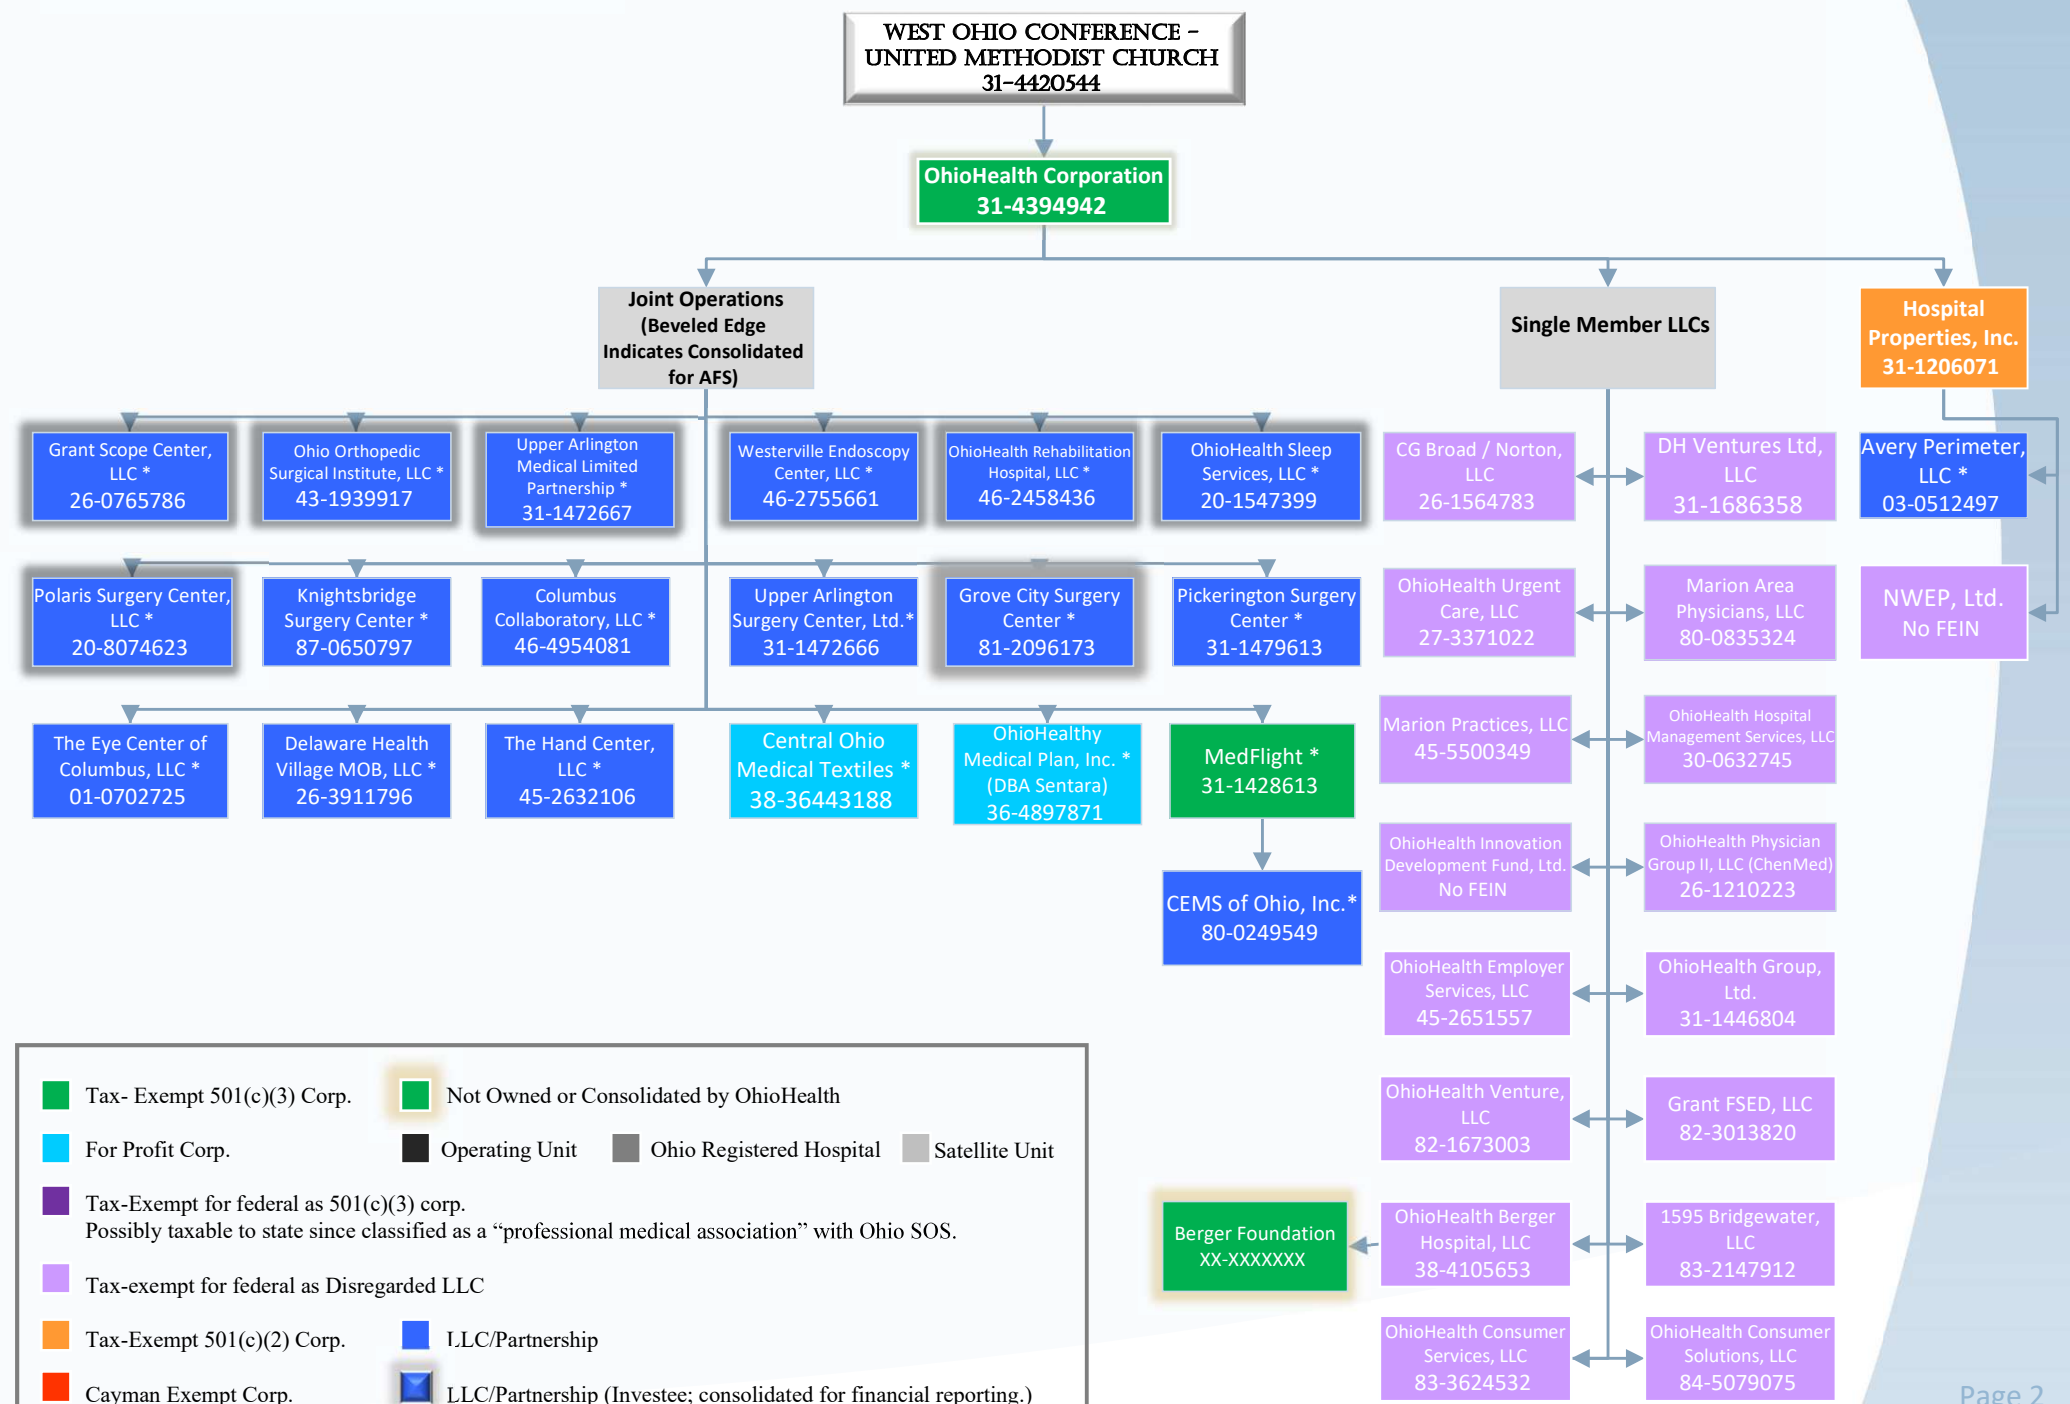 WEST OHIO CONFERENCE -
UNITED METHODIST CHURCH
31-4420544
OhioHealth Corporation
31-4394942
Joint Operations
(Beveled Edge
Indicates Consolidated
for AFS)
Single Member LLCs
Hospital
Properties, Inc.
31-1206071
Grant Scope Center,
LLC *
26-0765786
Ohio Orthopedic
Surgical Institute, LLC *
43-1939917
Upper Arlington
Medical Limited
Partnership *
31-1472667
Westerville Endoscopy
Center, LLC *
46-2755661
OhioHealth Rehabilitation
Hospital, LLC *
46-2458436
OhioHealth Sleep
Services, LLC *
20-1547399
CG Broad / Norton,
LLC
26-1564783
DH Ventures Ltd,
LLC
31-1686358
Avery Perimeter,
LLC *
03-0512497
Polaris Surgery Center,
LLC *
20-8074623
Knightsbridge
Surgery Center *
87-0650797
Columbus
Collaboratory, LLC *
46-4954081
Upper Arlington
Surgery Center, Ltd.*
31-1472666
Grove City Surgery
Center *
81-2096173
Pickerington Surgery
Center *
31-1479613
OhioHealth Urgent
Care, LLC
27-3371022
Marion Area
Physicians, LLC
80-0835324
NWEP, Ltd.
No FEIN
The Eye Center of
Columbus, LLC *
01-0702725
Delaware Health
Village MOB, LLC *
26-3911796
The Hand Center,
LLC *
45-2632106
Central Ohio
Medical Textiles *
38-36443188
OhioHealthy
Medical Plan, Inc. *
(DBA Sentara)
36-4897871
MedFlight *
31-1428613
Marion Practices, LLC
45-5500349
OhioHealth Hospital
Management Services, LLC
30-0632745
CEMS of Ohio, Inc.*
80-0249549
OhioHealth Innovation
Development Fund, Ltd.
No FEIN
OhioHealth Physician
Group II, LLC (ChenMed)
26-1210223
OhioHealth Employer
Services, LLC
45-2651557
OhioHealth Group,
Ltd.
31-1446804
OhioHealth Venture,
LLC
82-1673003
Grant FSED, LLC
82-3013820
Berger Foundation
XX-XXXXXXX
OhioHealth Berger
Hospital, LLC
38-4105653
1595 Bridgewater,
LLC
83-2147912
OhioHealth Consumer
Services, LLC
83-3624532
OhioHealth Consumer
Solutions, LLC
84-5079075
Tax- Exempt 501(c)(3) Corp.
Not Owned or Consolidated by OhioHealth
For Profit Corp.
Operating Unit
Ohio Registered Hospital
Satellite Unit
Tax-Exempt for federal as 501(c)(3) corp.
Possibly taxable to state since classified as a “professional medical association” with Ohio SOS.
Tax-exempt for federal as Disregarded LLC
Tax-Exempt 501(c)(2) Corp.
LLC/Partnership
Cayman Exempt Corp.
LLC/Partnership (Investee; consolidated for financial reporting.)
Page 2